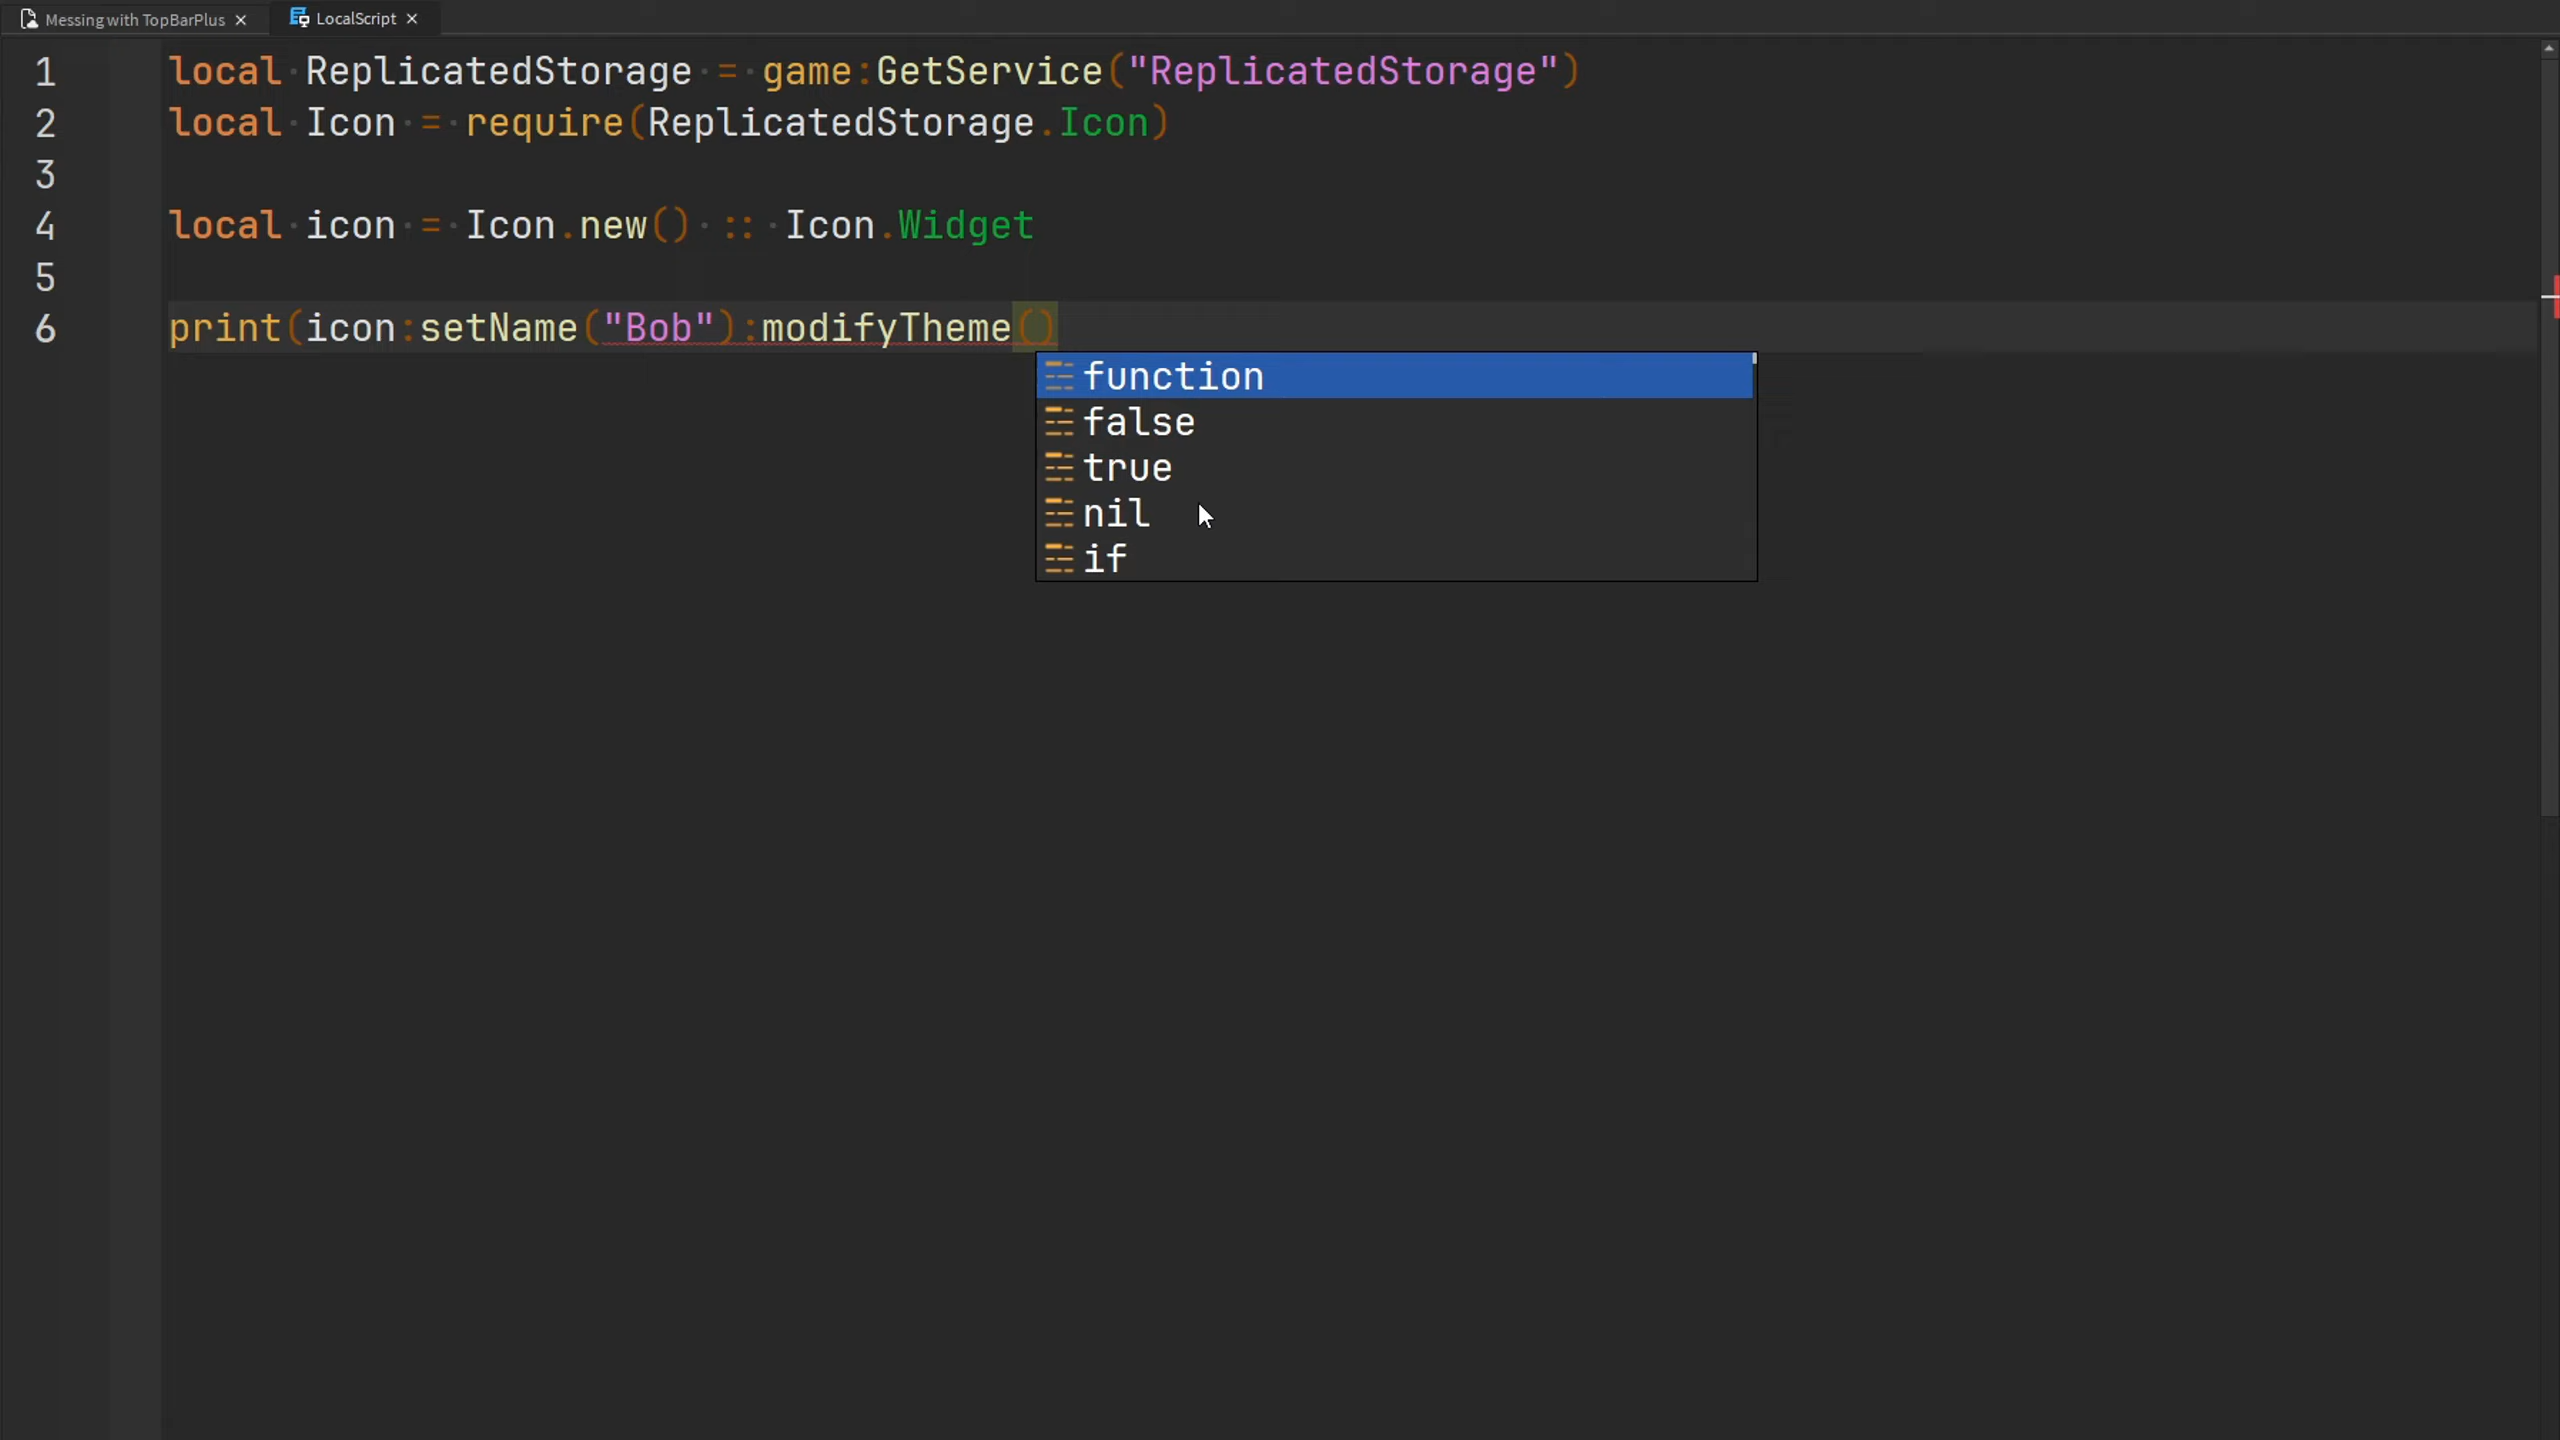 Messing with TopBarPlus
LocalScript
1 local ReplicatedStorage = game:GetService("ReplicatedStorage")
2 local Icon = require(ReplicatedStorage.Icon)
3
4 local icon = Icon.new() :: Icon.Widget
5
6 print(icon:setName("Bob"):modifyTheme()
function
false
true
nil
if